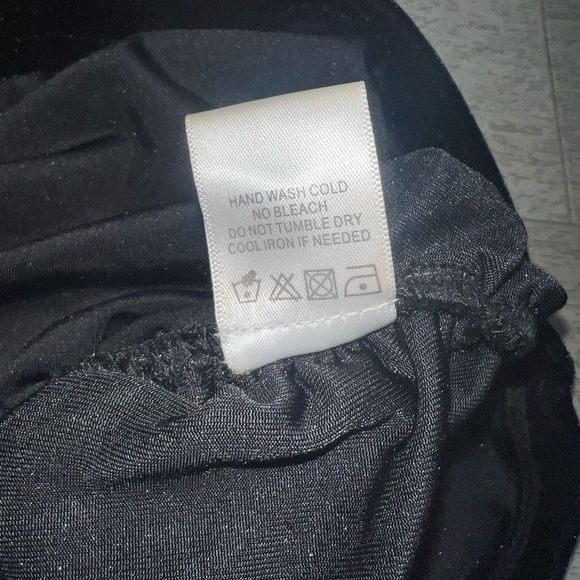 HAND WASH COLD
NO BLEACH
DO NOT TUMBLE DRY
COOL IRON IF NEEDED